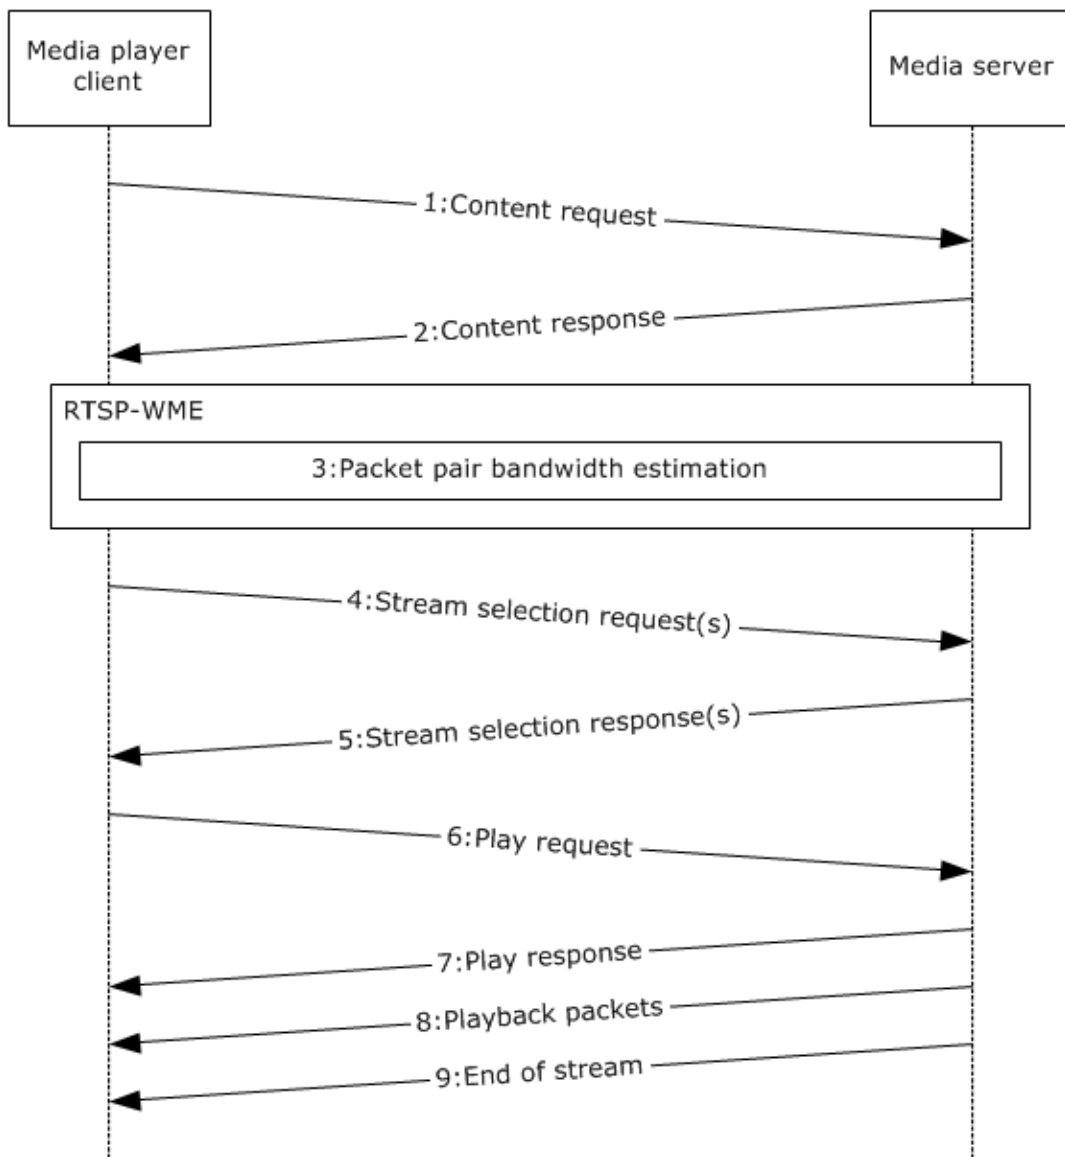 Media player
client
Media server
1:Content request
2:Content response
RTSP-WME
3:Packet pair bandwidth estimation
4:Stream selection request(s)
5:Stream selection response(s)
6:Play request
7:Play response
8:Playback packets
9:End of stream